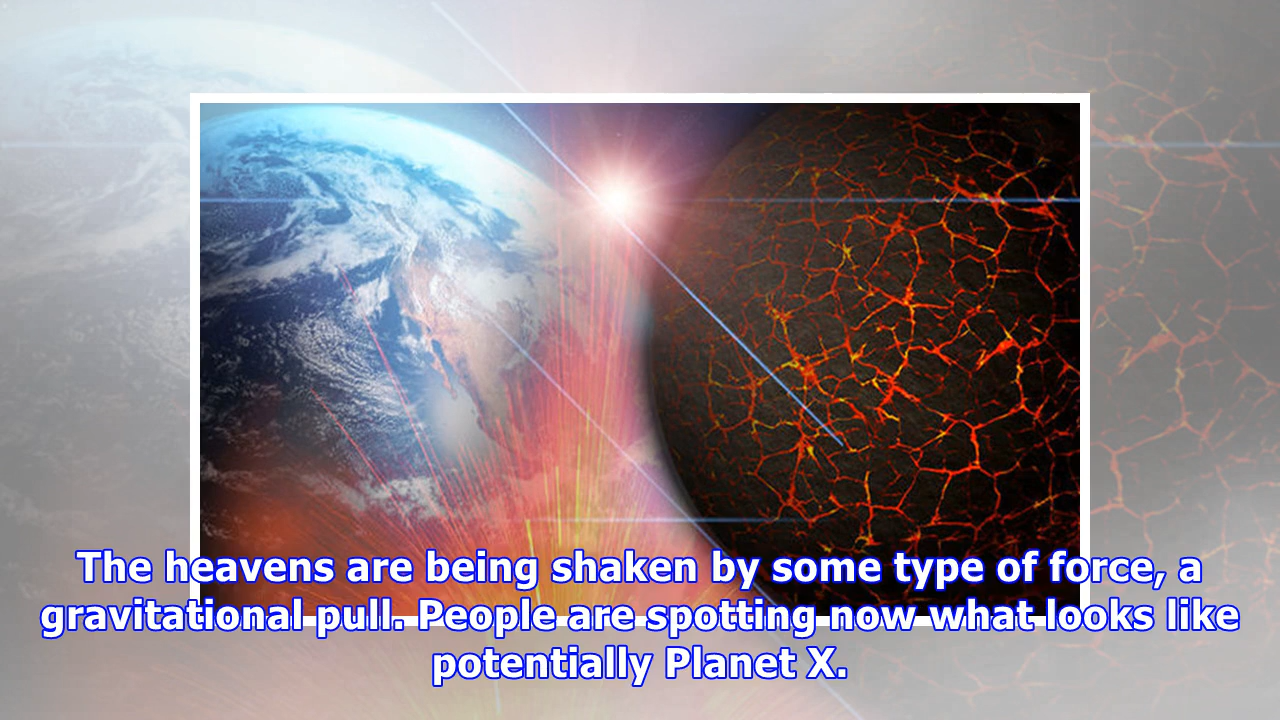 The heavens are being shaken by some type of force, a
gravitational pull. People are spotting now what looks like
potentially Planet X.